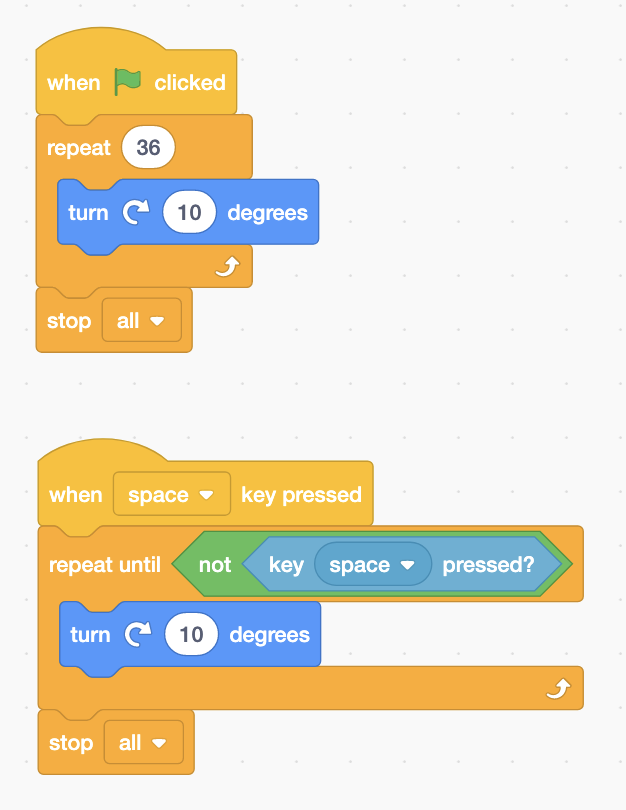 when clicked
repeat 36
turn 10 degrees
stop all
when space key pressed
repeat until not key space pressed?
turn 10 degrees
stop all